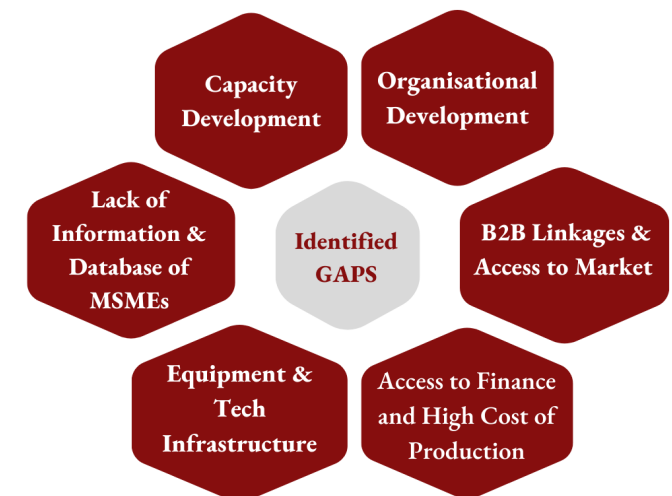 Capacity
Development
Organisational
Development
Lack of
Information &
Database of
MSMEs
Identified
GAPS
B2B Linkages &
Access to Market
Equipment &
Tech
Infrastructure
Access to Finance
and High Cost of
Production